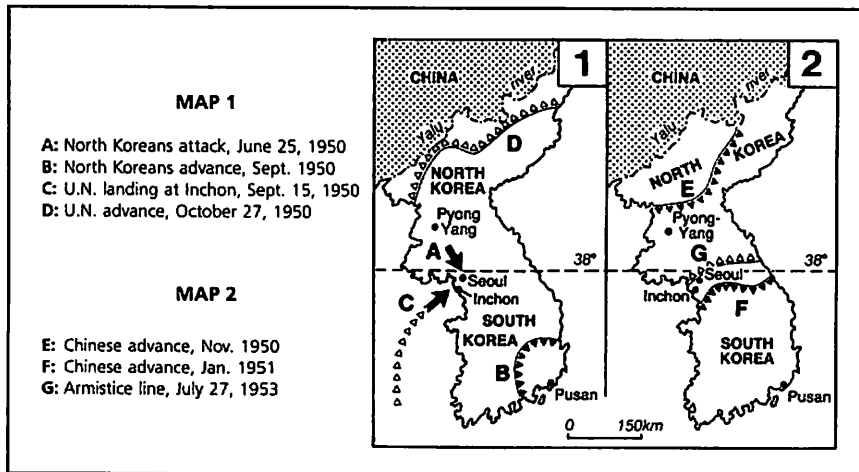 MAP 1
A: North Koreans attack, June 25, 1950
B: North Koreans advance, Sept. 1950
C: U.N. landing at Inchon, Sept. 15, 1950
D: U.N. advance, October 27, 1950
MAP 2
E: Chinese advance, Nov. 1950
F: Chinese advance, Jan. 1951
G: Armistice line, July 27, 1953
1
CHINA
Yalu river
D
NORTH
KOREA
Pyong
Yang
A
38°
Seoul
Inchon
C
SOUTH
KOREA
B
Pusan
0 150km
2
CHINA
Yalu river
NORTH KOREA
E
Pyong-
Yang
G
38°
Seoul
Inchon
F
SOUTH
KOREA
Pusan